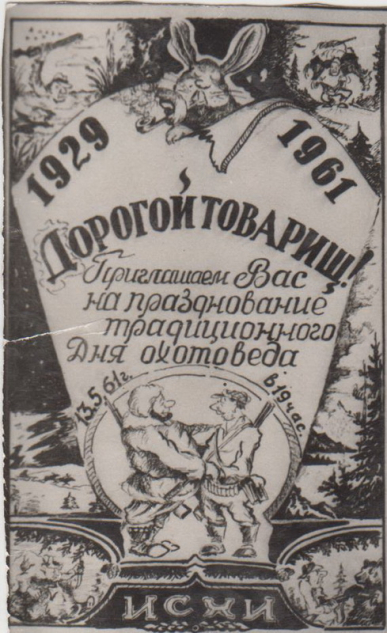 1929
1961
Дорогой товарищ!
Приглашаем Вас
на празднование
традиционного
Дня охотоведа
13.5.61г.
в 19 час.
ИСХИ